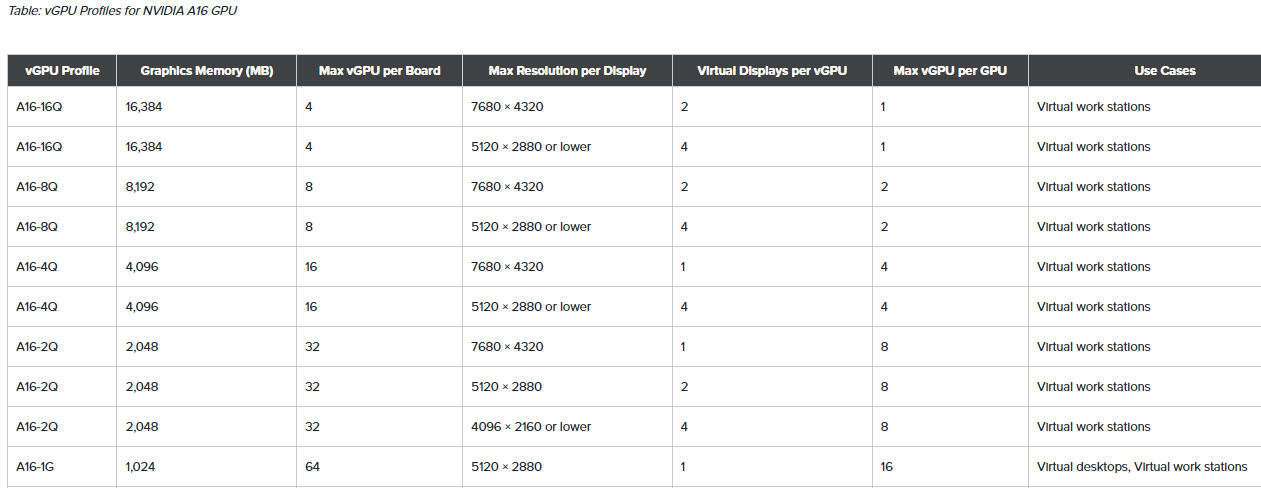 Table: vGPU Profiles for NVIDIA A16 GPU
vGPU Profile Graphics Memory (MB) Max vGPU per Board Max Resolution per Display Virtual Displays per vGPU Max vGPU per GPU Use Cases
A16-16Q 16,384 4 7680 × 4320 2 1 Virtual work stations
A16-16Q 16,384 4 5120 × 2880 or lower 4 1 Virtual work stations
A16-8Q 8,192 8 7680 × 4320 2 2 Virtual work stations
A16-8Q 8,192 8 5120 × 2880 or lower 4 2 Virtual work stations
A16-4Q 4,096 16 7680 × 4320 1 4 Virtual work stations
A16-4Q 4,096 16 5120 × 2880 or lower 4 4 Virtual work stations
A16-2Q 2,048 32 7680 × 4320 1 8 Virtual work stations
A16-2Q 2,048 32 5120 × 2880 2 8 Virtual work stations
A16-2Q 2,048 32 4096 × 2160 or lower 4 8 Virtual work stations
A16-1G 1,024 64 5120 × 2880 1 16 Virtual desktops, Virtual work stations